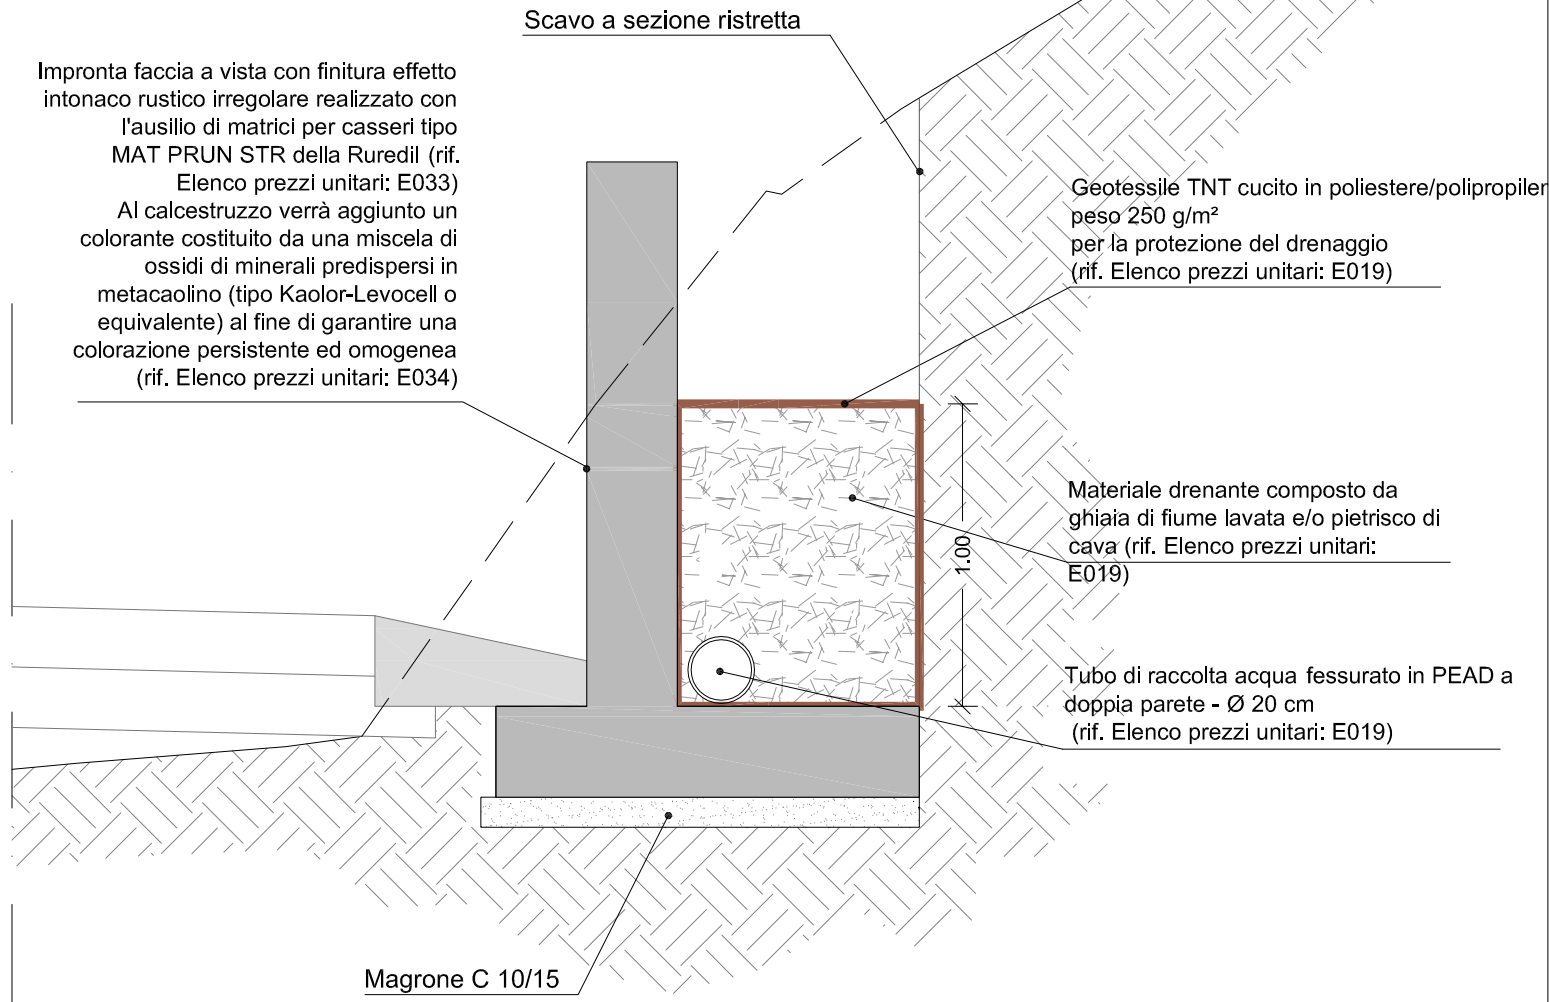 Scavo a sezione ristretta
Impronta faccia a vista con finitura effetto
intonaco rustico irregolare realizzato con
l'ausilio di matrici per casseri tipo
MAT PRUN STR della Ruredil (rif.
Elenco prezzi unitari: E033)
Al calcestruzzo verrà aggiunto un
colorante costituito da una miscela di
ossidi di minerali predispersi in
metacaolino (tipo Kaolor-Levocell o
equivalente) al fine di garantire una
colorazione persistente ed omogenea
(rif. Elenco prezzi unitari: E034)
Geotessile TNT cucito in poliestere/polipropilen
peso 250 g/m²
per la protezione del drenaggio
(rif. Elenco prezzi unitari: E019)
Materiale drenante composto da
ghiaia di fiume lavata e/o pietrisco di
cava (rif. Elenco prezzi unitari:
E019)
1.00
Tubo di raccolta acqua fessurato in PEAD a
doppia parete - Ø 20 cm
(rif. Elenco prezzi unitari: E019)
Magrone C 10/15